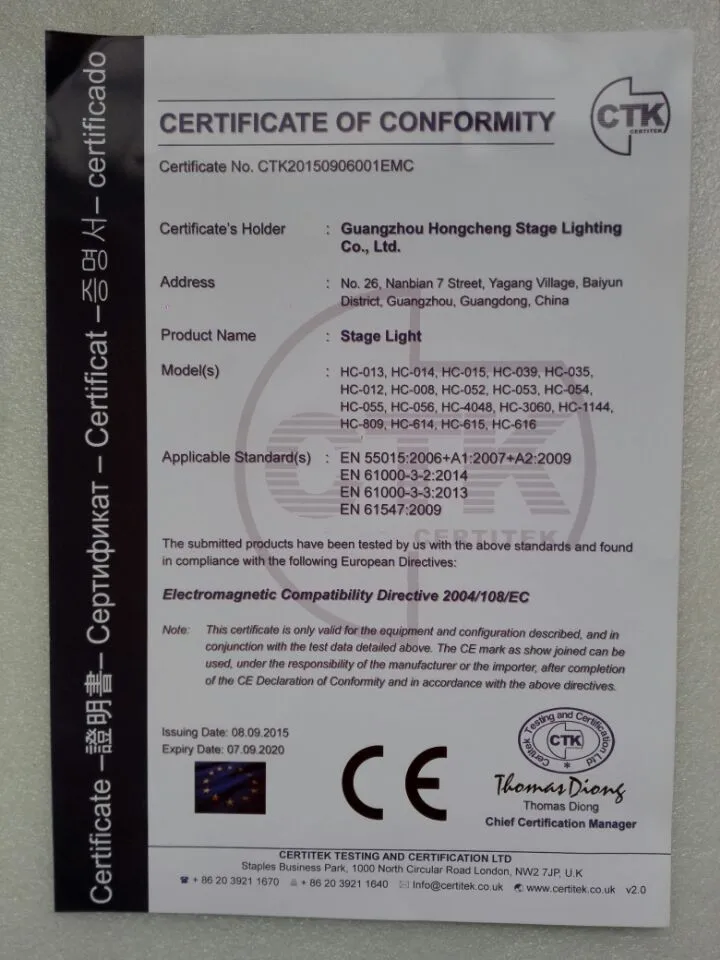 Certificate –證明書– Сертификат – Certificat –증명서– certificado
CTK
CERTITEK
CERTIFICATE OF CONFORMITY
Certificate No. CTK20150906001EMC
Certificate's Holder : Guangzhou Hongcheng Stage Lighting
Co., Ltd.
Address : No. 26, Nanbian 7 Street, Yagang Village, Baiyun
District, Guangzhou, Guangdong, China
Product Name : Stage Light
Model(s) : HC-013, HC-014, HC-015, HC-039, HC-035,
HC-012, HC-008, HC-052, HC-053, HC-054,
HC-055, HC-056, HC-4048, HC-3060, HC-1144,
HC-809, HC-614, HC-615, HC-616
Applicable Standard(s) : EN 55015:2006+A1:2007+A2:2009
EN 61000-3-2:2014
EN 61000-3-3:2013
EN 61547:2009
CTK
CERTITEK
The submitted products have been tested by us with the above standards and found
in compliance with the following European Directives:
Electromagnetic Compatibility Directive 2004/108/EC
Note: This certificate is only valid for the equipment and configuration described, and in
conjunction with the test data detailed above. The CE mark as show joined can be
used, under the responsibility of the manufacturer or the importer, after completion
of the CE Declaration of Conformity and in accordance with the above directives.
Issuing Date: 08.09.2015
Expiry Date: 07.09.2020
CE
Certitek Testing and Certification Ltd
CTK
*
Thomas Diong
Thomas Diong
Chief Certification Manager
CERTITEK TESTING AND CERTIFICATION LTD
Staples Business Park, 1000 North Circular Road London, NW2 7JP, U.K
+ 86 20 3921 1670 + 86 20 3921 1640 Info@certitek.co.uk www.certitek.co.uk v2.0